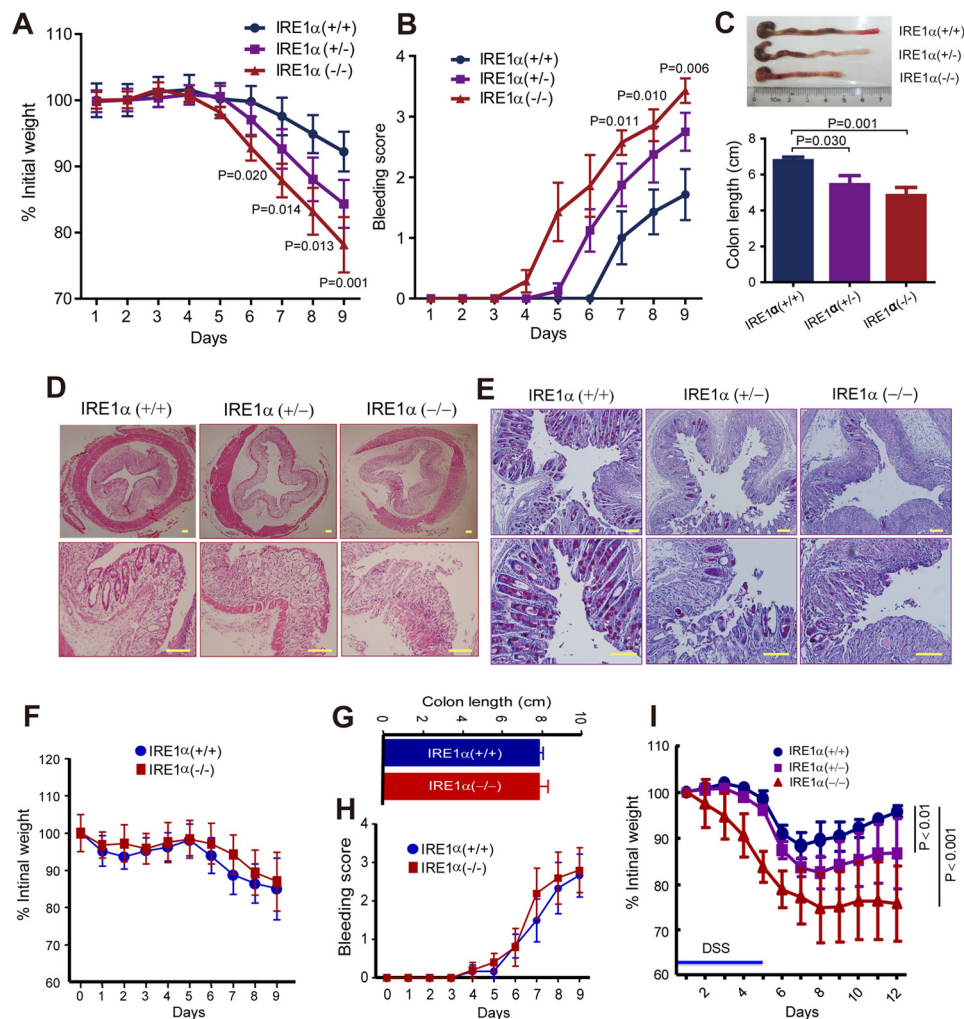 A
IRE1α(+/+)
IRE1α(+/-)
IRE1α (-/-)
% Initinal weight
110
100
90
80
70
P=0.020
P=0.014
P=0.013
P=0.001
1 2 3 4 5 6 7 8 9
Days
B
IRE1α(+/+)
IRE1α(+/-)
IRE1α(-/-)
Bleeding score
4
3
2
1
0
P=0.011
P=0.010
P=0.006
1 2 3 4 5 6 7 8 9
Days
C
IRE1α(+/+)
IRE1α(+/-)
IRE1α(-/-)
P=0.001
P=0.030
Colon length (cm)
8
6
4
2
0
IRE1α(+/+)
IRE1α(+/-)
IRE1α(-/-)
D
IRE1α (+/+)
IRE1α (+/−)
IRE1α (−/−)
E
IRE1α (+/+)
IRE1α (+/−)
IRE1α (−/−)
F
IRE1α(+/+)
IRE1α(-/-)
% Intinal weight
120
100
80
60
0 1 2 3 4 5 6 7 8 9
Days
G
Colon length (cm)
0 2 4 6 8 10
IRE1α(+/+)
IRE1α(−/−)
H
IRE1α(+/+)
IRE1α(-/-)
Bleeding score
4
3
2
1
0
0 1 2 3 4 5 6 7 8 9
Days
I
IRE1α(+/+)
IRE1α(+/−)
IRE1α(−/−)
% Intinal weight
110
100
90
80
70
60
P < 0.01
P < 0.001
DSS
2 4 6 8 10 12
Days